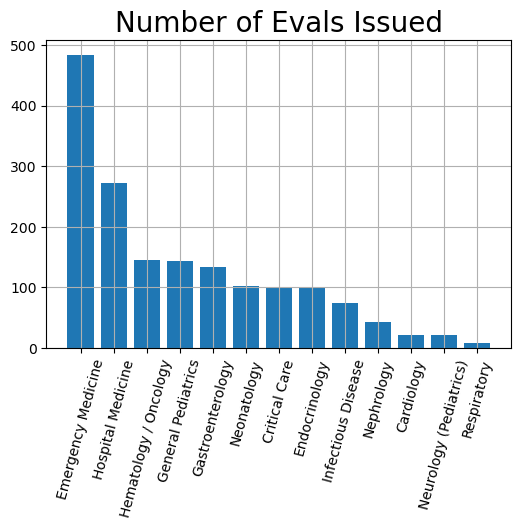 Number of Evals Issued
500
400
300
200
100
0
Emergency Medicine
Hospital Medicine
Hematology / Oncology
General Pediatrics
Gastroenterology
Neonatology
Critical Care
Endocrinology
Infectious Disease
Nephrology
Cardiology
Neurology (Pediatrics)
Respiratory